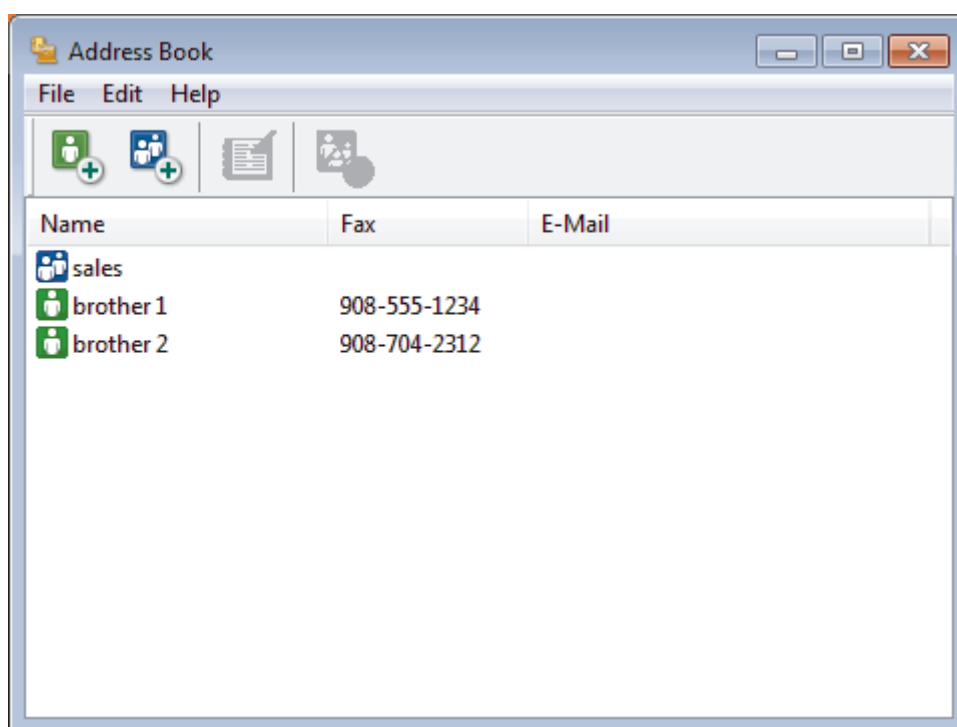 Address Book
File Edit Help
Name Fax E-Mail
sales
brother 1 908-555-1234
brother 2 908-704-2312